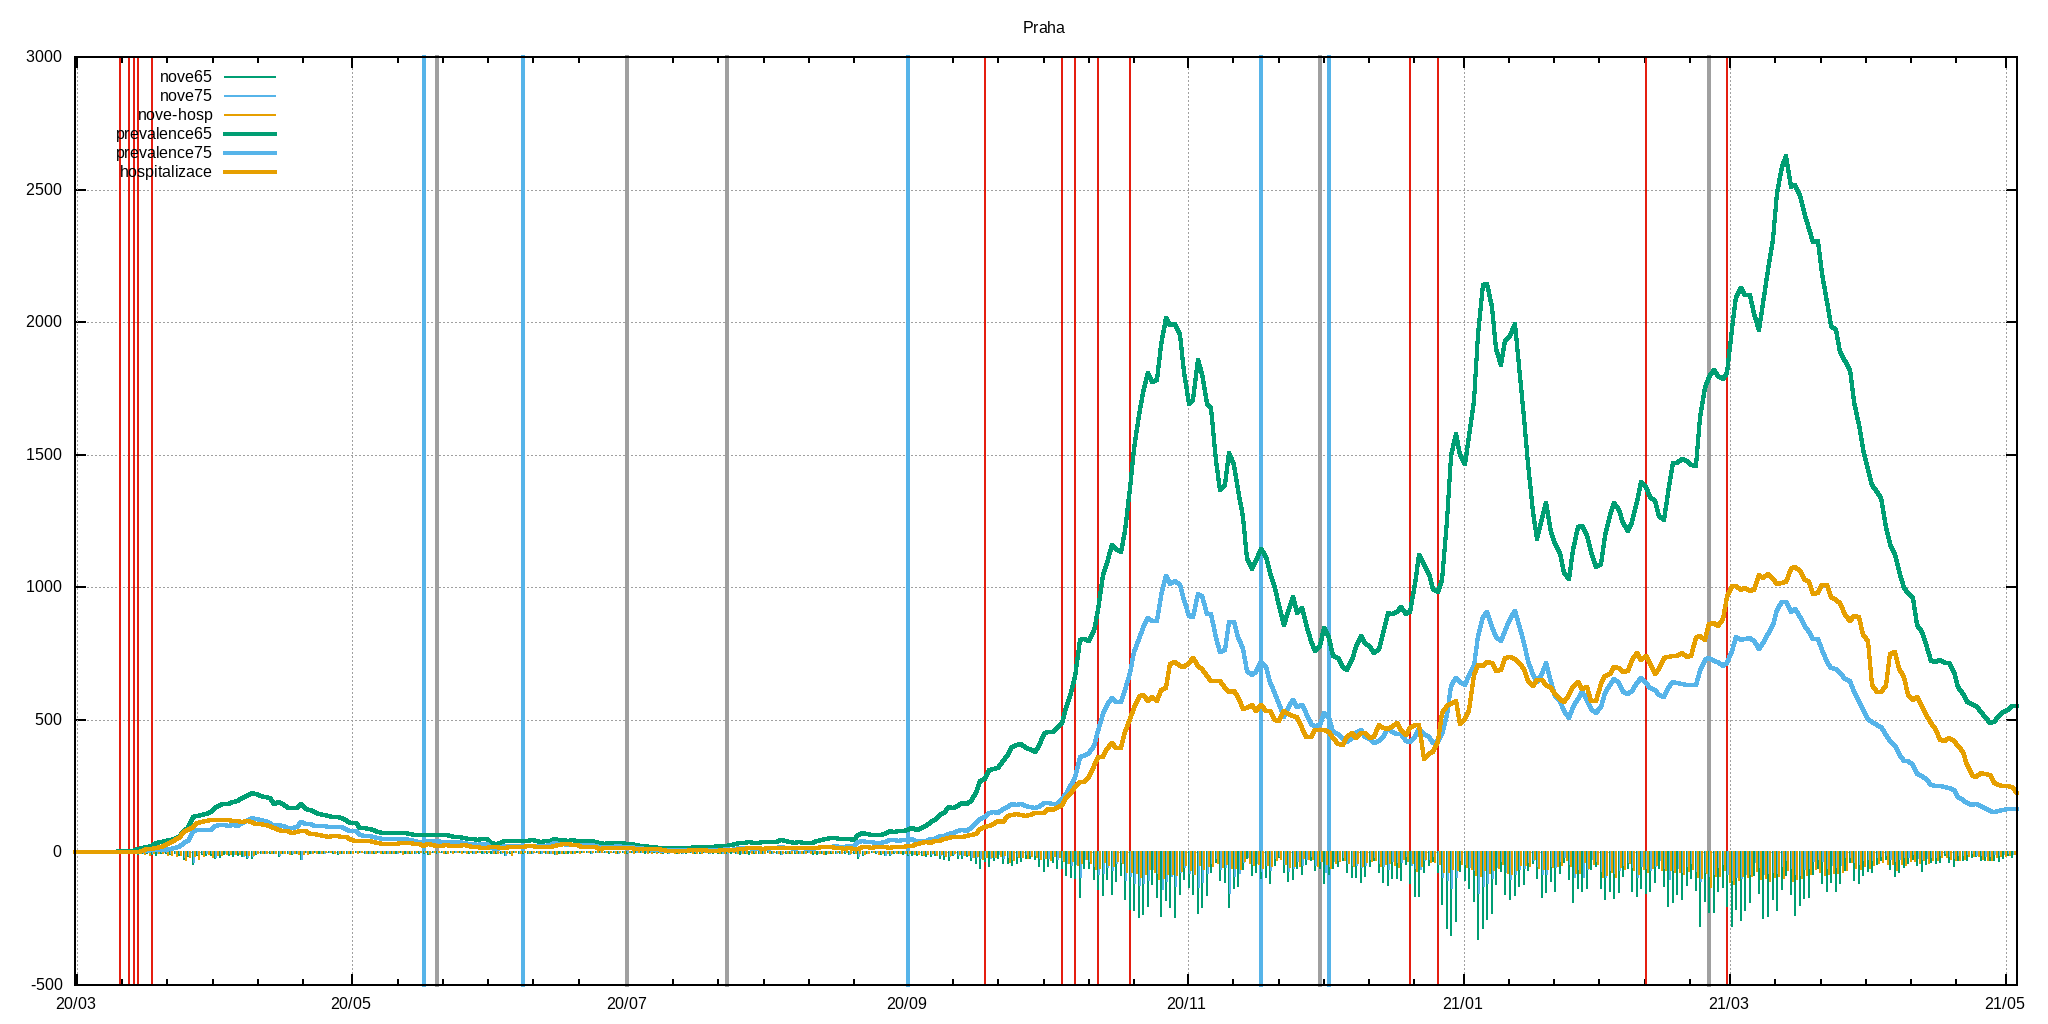 Praha
3000
2500
2000
1500
1000
500
0
-500
nove65
nove75
nove-hosp
prevalence65
prevalence75
hospitalizace
20/03 20/05 20/07 20/09 20/11 21/01 21/03 21/05